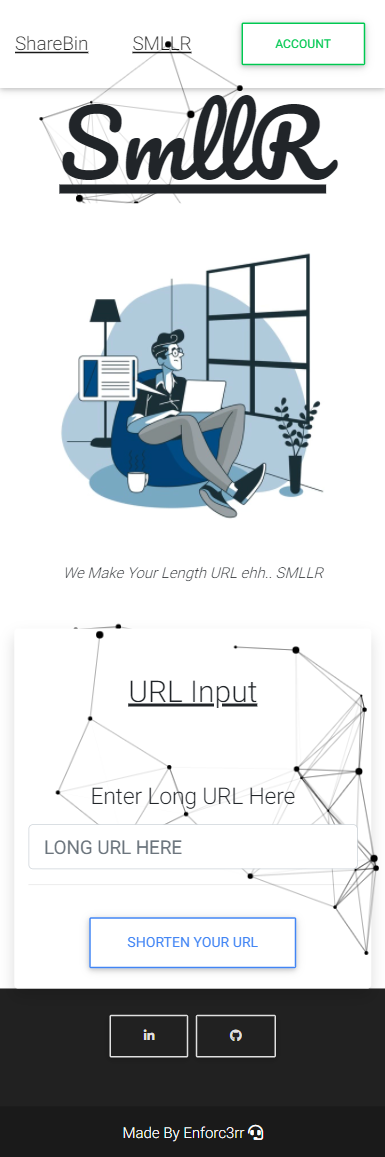 ShareBin SMLLR ACCOUNT
SmllR
We Make Your Length URL ehh.. SMLLR
URL Input
Enter Long URL Here
LONG URL HERE
SHORTEN YOUR URL
in
Made By Enforc3rr